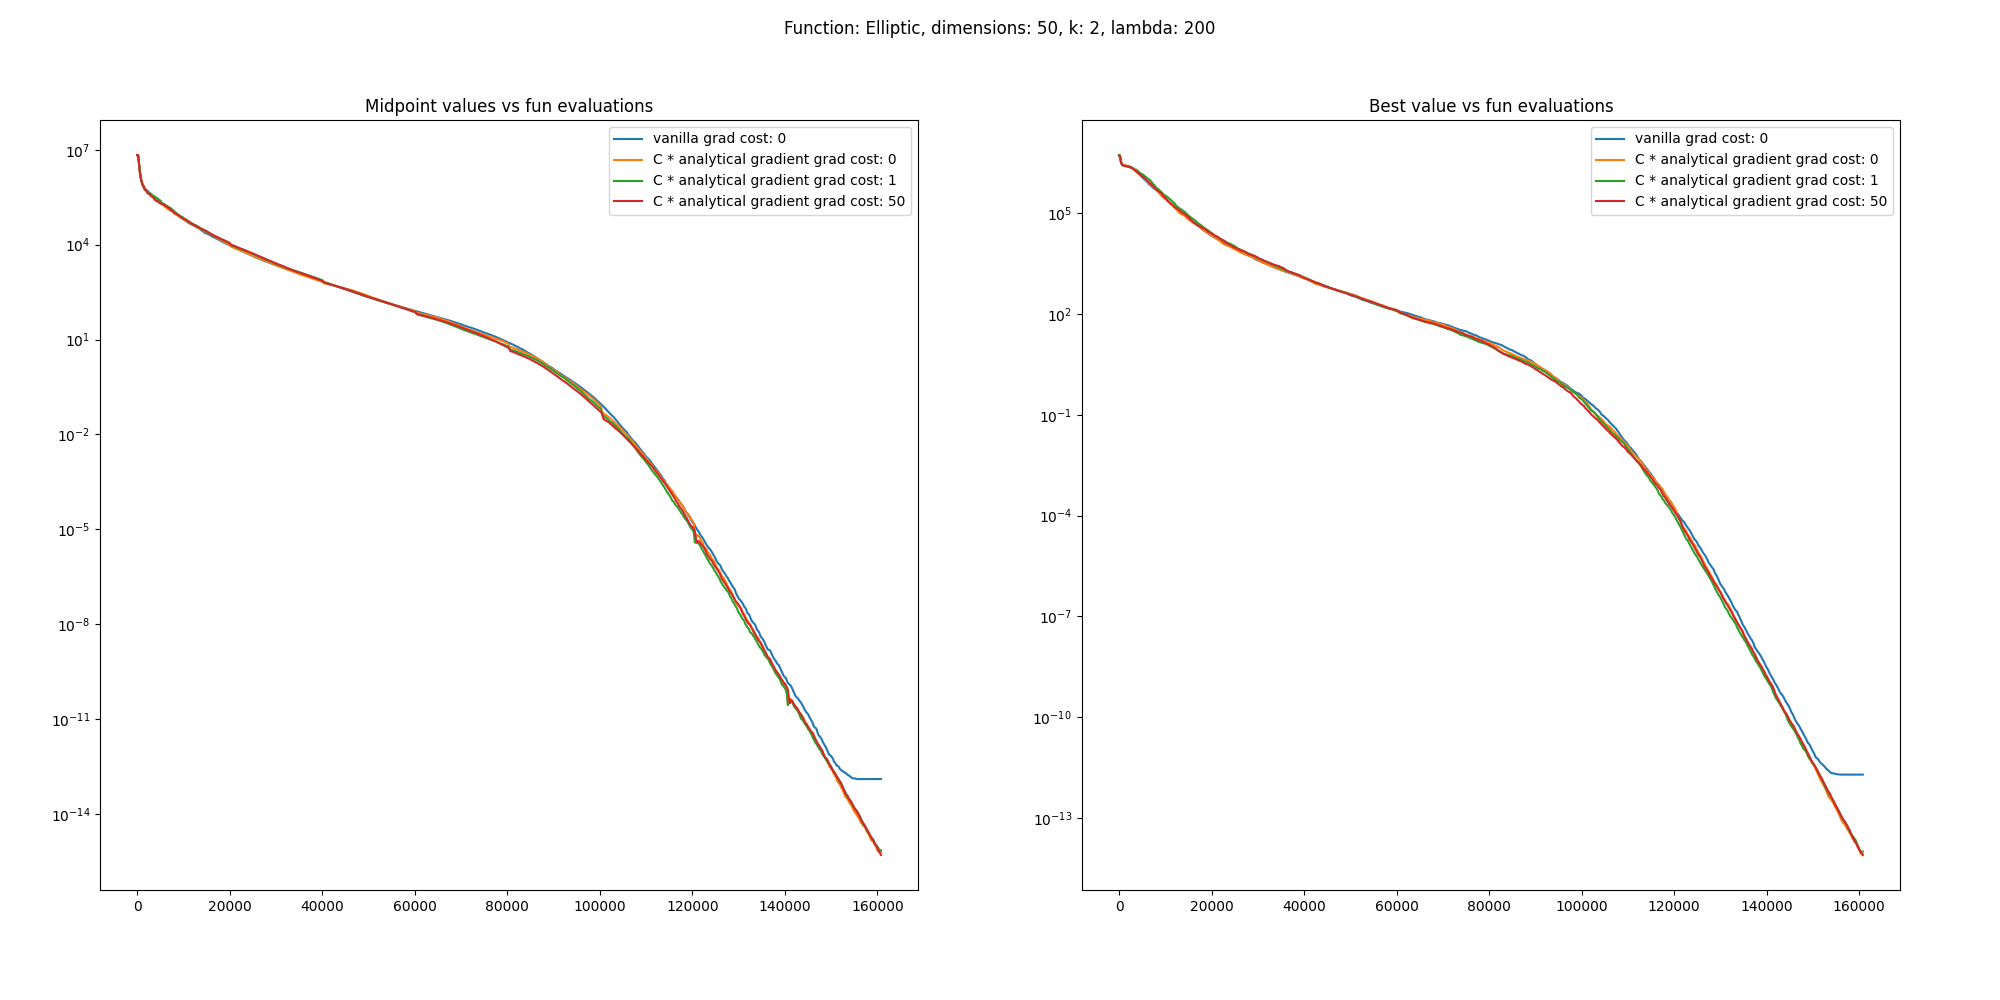 Function: Elliptic, dimensions: 50, k: 2, lambda: 200
Midpoint values vs fun evaluations
vanilla grad cost: 0
C * analytical gradient grad cost: 0
C * analytical gradient grad cost: 1
C * analytical gradient grad cost: 50
10^7
10^4
10^1
10^-2
10^-5
10^-8
10^-11
10^-14
0 20000 40000 60000 80000 100000 120000 140000 160000
Best value vs fun evaluations
vanilla grad cost: 0
C * analytical gradient grad cost: 0
C * analytical gradient grad cost: 1
C * analytical gradient grad cost: 50
10^5
10^2
10^-1
10^-4
10^-7
10^-10
10^-13
0 20000 40000 60000 80000 100000 120000 140000 160000